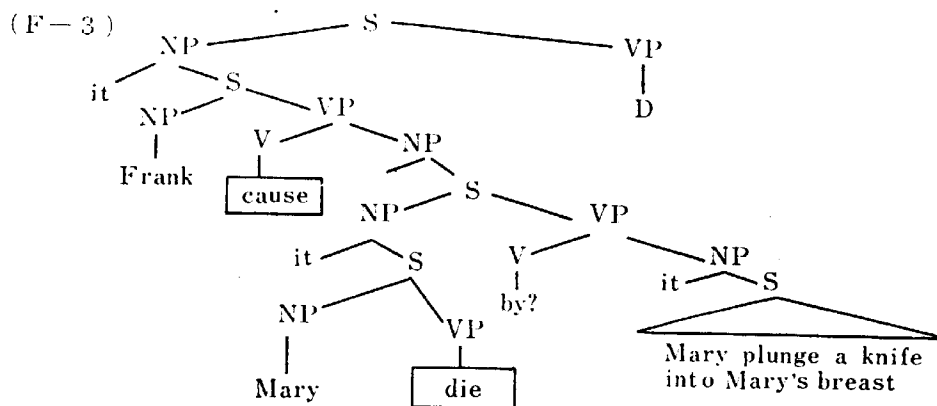 (F－3)
S
NP VP
it S D
NP VP
V NP
Frank
cause S
NP VP
it S V NP
it S
NP VP by?
Mary die Mary plunge a knife
into Mary's breast